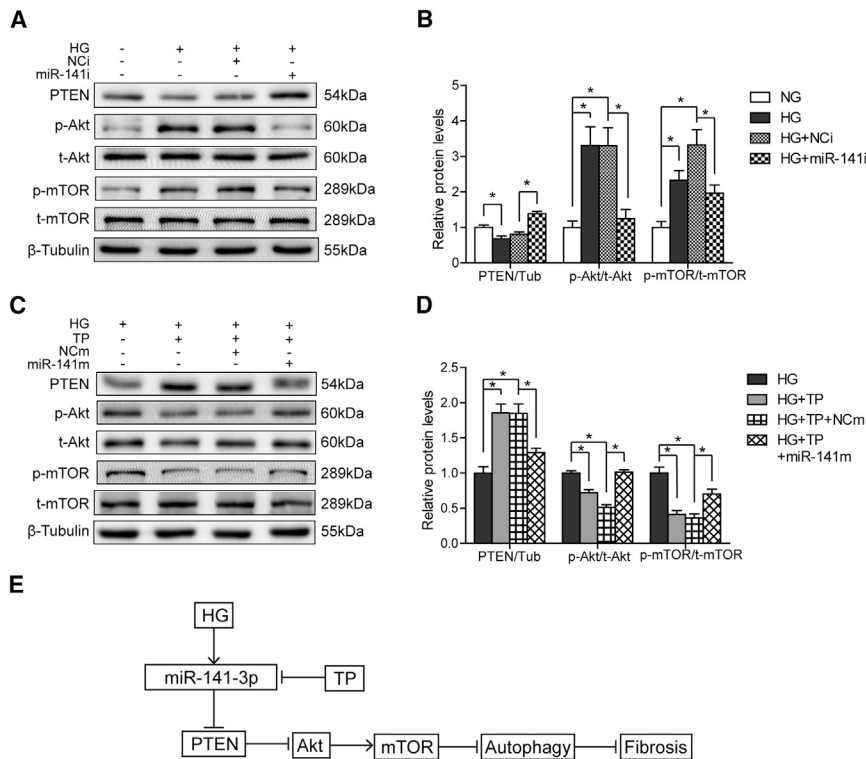 A
HG - + + +
NCi - - + -
miR-141i - - - +
PTEN 54kDa
p-Akt 60kDa
t-Akt 60kDa
p-mTOR 289kDa
t-mTOR 289kDa
β-Tubulin 55kDa
B
Relative protein levels
5
4
3
2
1
0
* * * * * * * *
PTEN/Tub p-Akt/t-Akt p-mTOR/t-mTOR
NG
HG
HG+NCi
HG+miR-141i
C
HG + + + +
TP - + + +
NCm - - + -
miR-141m - - - +
PTEN 54kDa
p-Akt 60kDa
t-Akt 60kDa
p-mTOR 289kDa
t-mTOR 289kDa
β-Tubulin 55kDa
D
Relative protein levels
2.5
2.0
1.5
1.0
0.5
0.0
* * * * * * * * *
PTEN/Tub p-Akt/t-Akt p-mTOR/t-mTOR
HG
HG+TP
HG+TP+NCm
HG+TP
+miR-141m
E
HG
miR-141-3p TP
PTEN Akt mTOR Autophagy Fibrosis